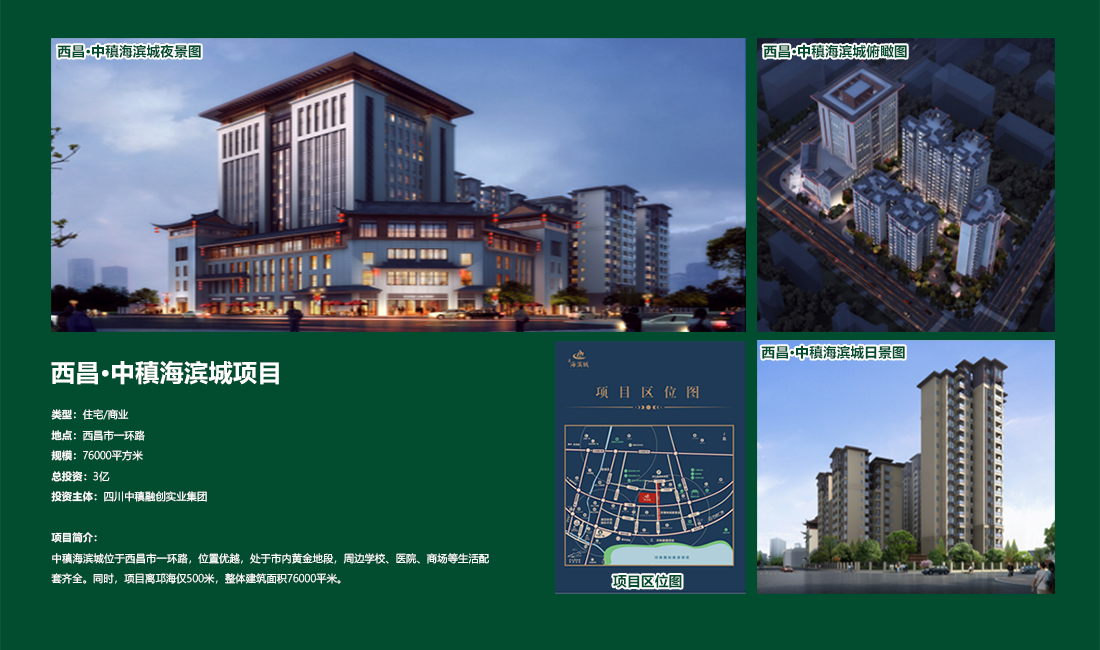 西昌·中稹海滨城夜景图
西昌·中稹海滨城俯瞰图
西昌·中稹海滨城项目
类型：住宅/商业
地点：西昌市一环路
规模：76000平方米
总投资：3亿
投资主体：四川中稹融创实业集团
项目简介：
中稹海滨城位于西昌市一环路，位置优越，处于市内黄金地段，周边学校、医院、商场等生活配
套齐全。同时，项目离邛海仅500米，整体建筑面积76000平米。
海滨城
项目区位图
项目区位图
西昌·中稹海滨城日景图